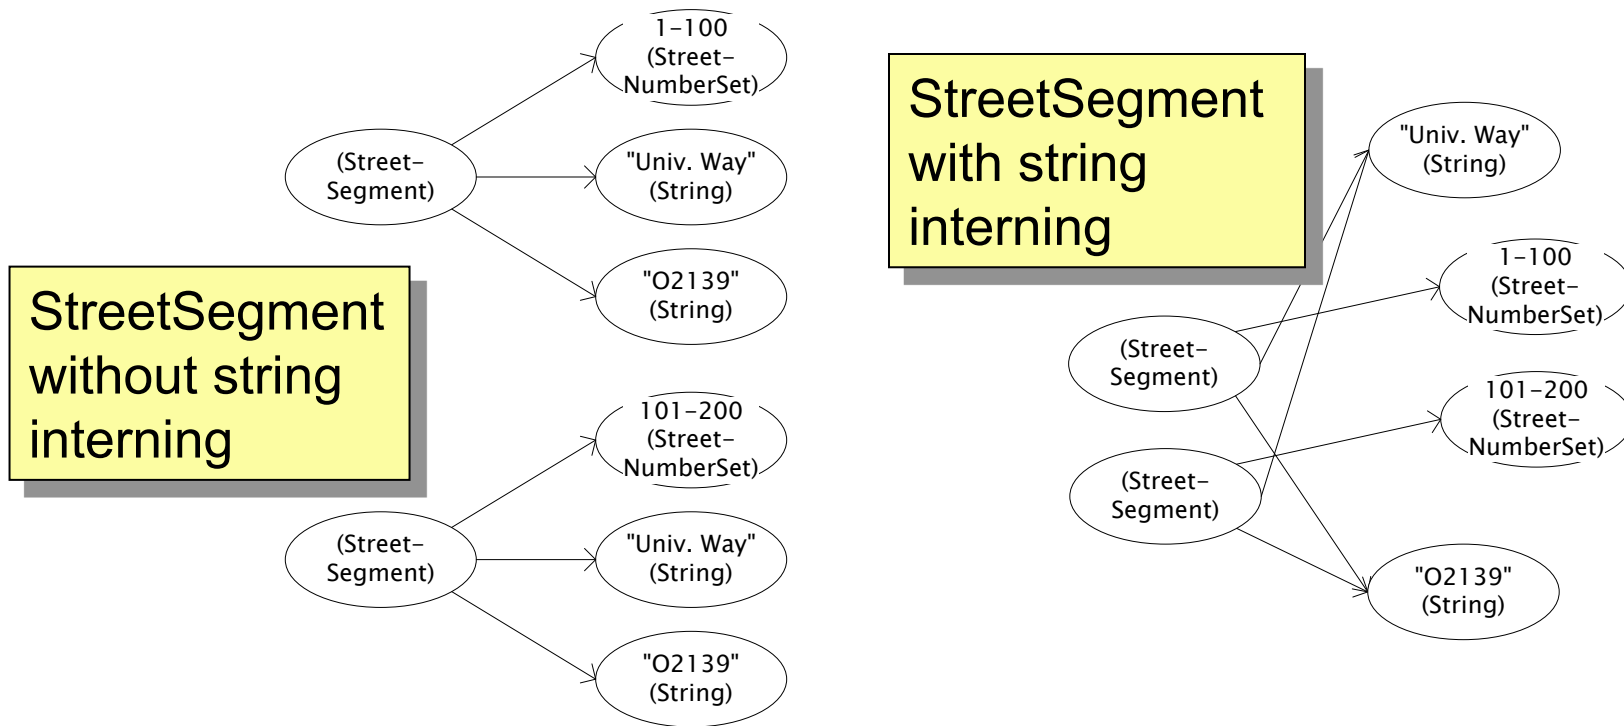 1-100
(Street-
NumberSet)
(Street-
Segment)
"Univ. Way"
(String)
"O2139"
(String)
StreetSegment
without string
interning
101-200
(Street-
NumberSet)
(Street-
Segment)
"Univ. Way"
(String)
"O2139"
(String)
StreetSegment
with string
interning
"Univ. Way"
(String)
1-100
(Street-
NumberSet)
(Street-
Segment)
101-200
(Street-
NumberSet)
(Street-
Segment)
"O2139"
(String)